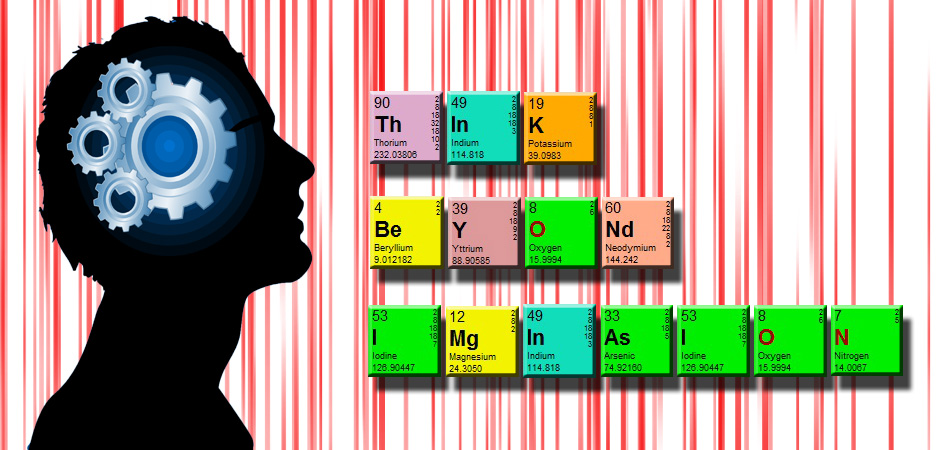 90 Th Thorium 232.03806 2 8 18 32 18 10 2
49 In Indium 114.818 2 8 18 18 3
19 K Potassium 39.0983 2 8 8 1
4 Be Beryllium 9.012182 2 2
39 Y Yttrium 88.90585 2 8 18 9 2
8 O Oxygen 15.9994 2 6
60 Nd Neodymium 144.242 2 8 18 22 8 2
53 I Iodine 126.90447 2 8 18 18 7
12 Mg Magnesium 24.3050 2 8 2
49 In Indium 114.818 2 8 18 18 3
33 As Arsenic 74.92160 2 8 18 5
53 I Iodine 126.90447 2 8 18 18 7
8 O Oxygen 15.9994 2 6
7 N Nitrogen 14.0067 2 5